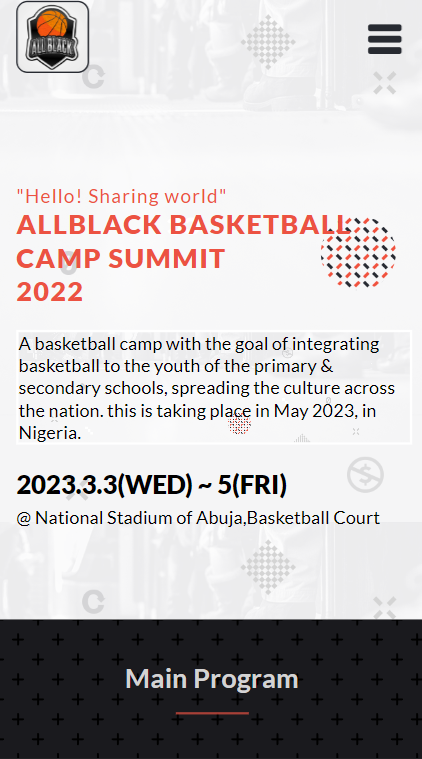 ALL BLACK
"Hello! Sharing world"
ALLBLACK BASKETBALL
CAMP SUMMIT
2022
A basketball camp with the goal of integrating
basketball to the youth of the primary &
secondary schools, spreading the culture across
the nation. this is taking place in May 2023, in
Nigeria.
2023.3.3(WED) ~ 5(FRI)
@ National Stadium of Abuja,Basketball Court
Main Program